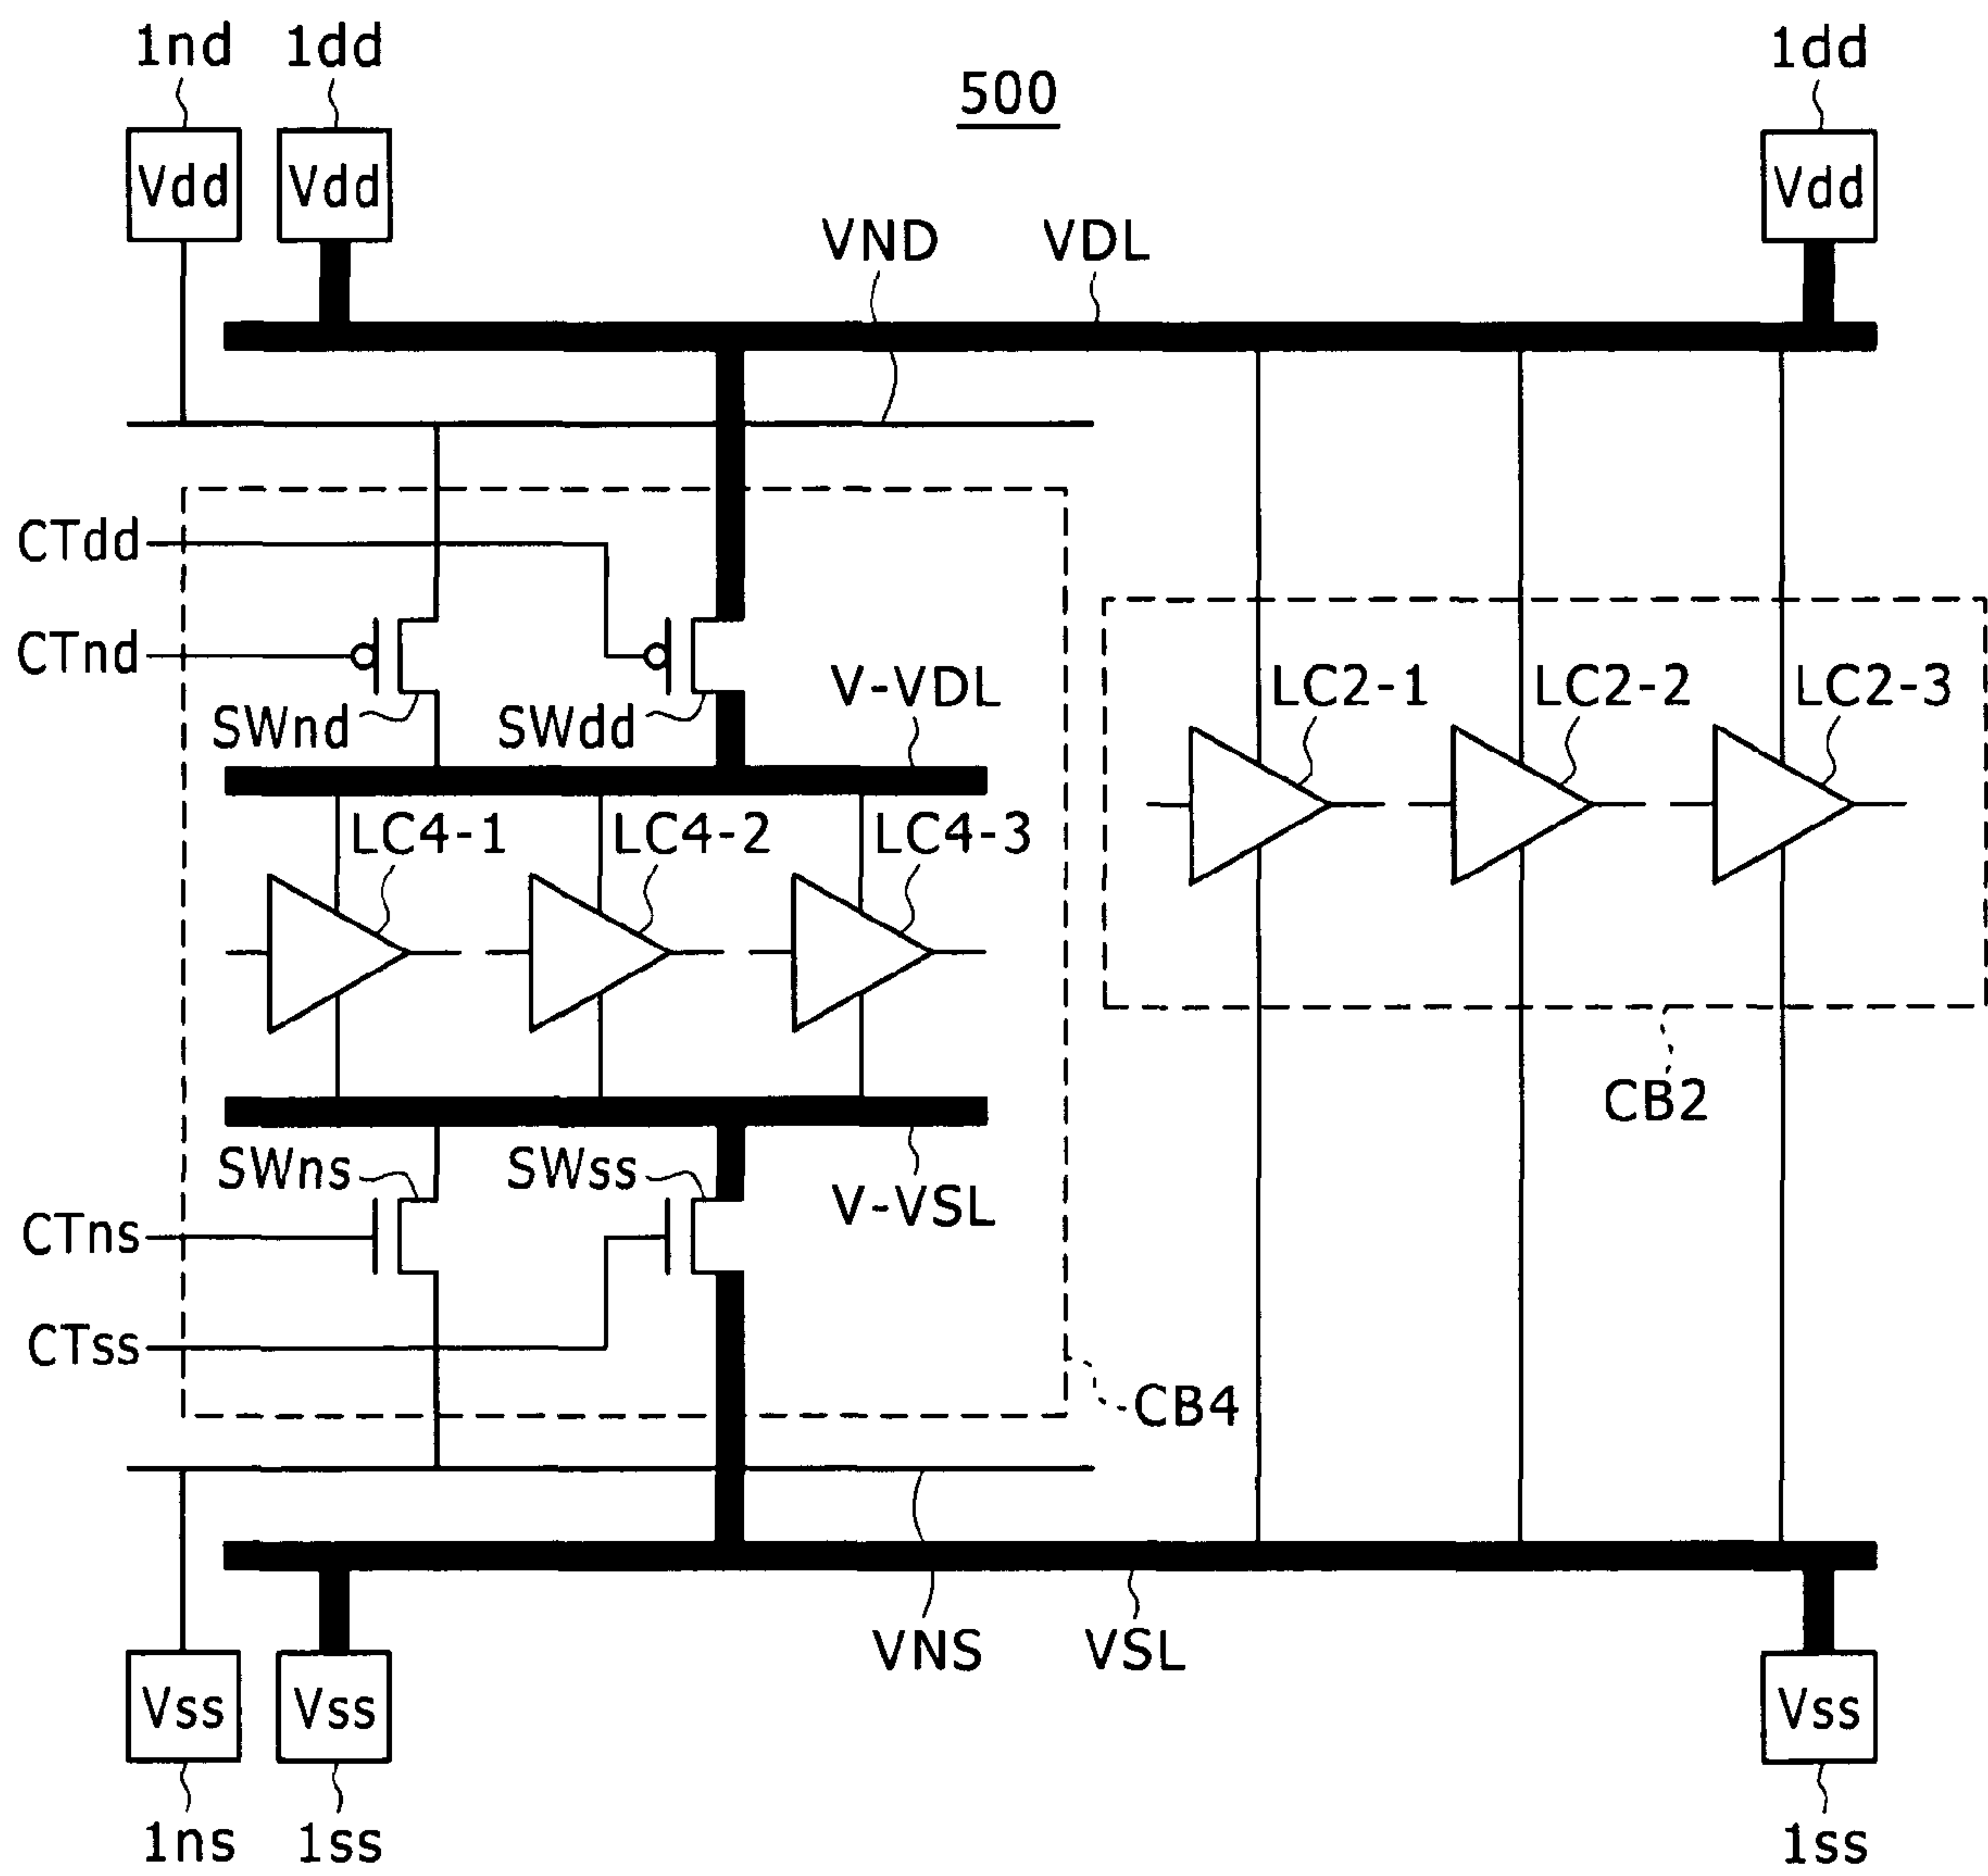 1nd 1dd 500 1dd
Vdd Vdd Vdd
VND VDL
CTdd
CTnd
SWnd SWdd V-VDL LC2-1 LC2-2 LC2-3
LC4-1 LC4-2 LC4-3
CB2
SWns SWss V-VSL
CTns
CTss
CB4
VNS VSL
Vss Vss Vss
1ns 1ss 1ss